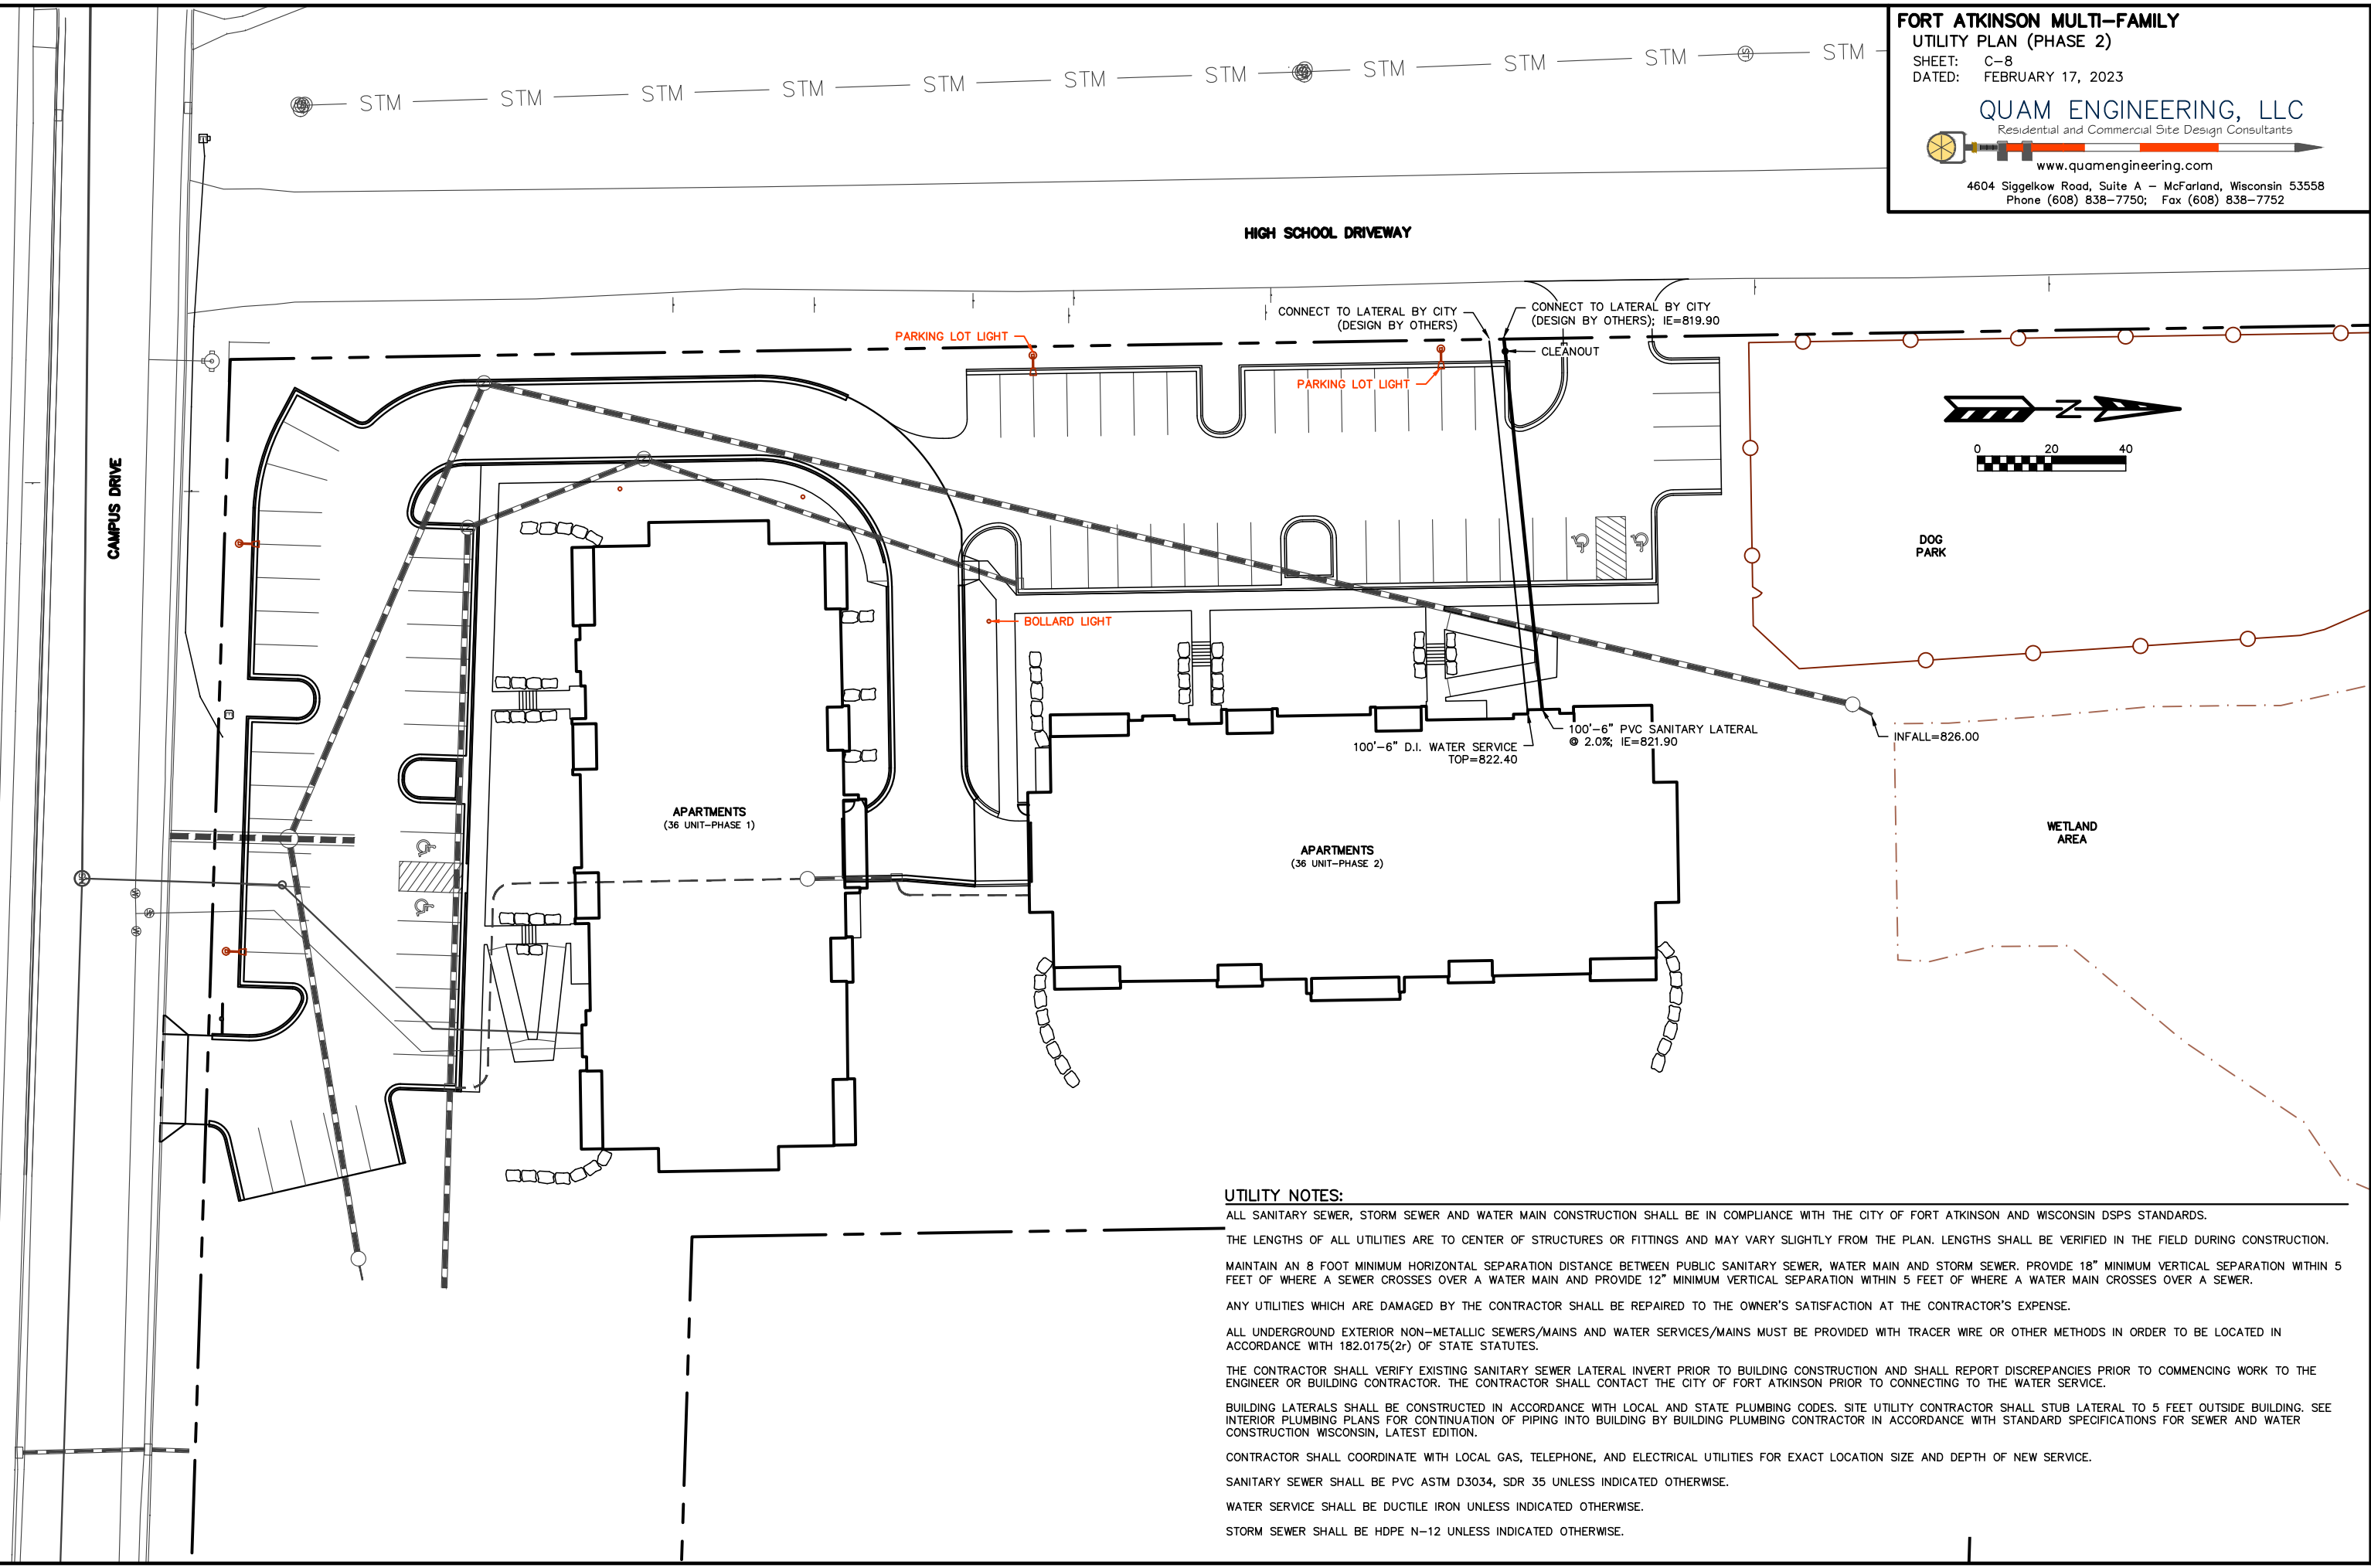 FORT ATKINSON MULTI-FAMILY
UTILITY PLAN (PHASE 2)
SHEET: C-8
DATED: FEBRUARY 17, 2023
QUAM ENGINEERING, LLC
Residential and Commercial Site Design Consultants
www.quamengineering.com
4604 Siggelkow Road, Suite A - McFarland, Wisconsin 53558
Phone (608) 838-7750; Fax (608) 838-7752
STM STM STM STM STM STM STM STM STM STM STM
ST
HIGH SCHOOL DRIVEWAY
CONNECT TO LATERAL BY CITY
(DESIGN BY OTHERS)
CONNECT TO LATERAL BY CITY
(DESIGN BY OTHERS); IE=819.90
CLEANOUT
PARKING LOT LIGHT
PARKING LOT LIGHT
CAMPUS DRIVE
Z
0 20 40
DOG
PARK
BOLLARD LIGHT
100'-6" D.I. WATER SERVICE
TOP=822.40
100'-6" PVC SANITARY LATERAL
@ 2.0%; IE=821.90
INFALL=826.00
APARTMENTS
(36 UNIT-PHASE 1)
APARTMENTS
(36 UNIT-PHASE 2)
WETLAND
AREA
E
E
W
W
W
UTILITY NOTES:
ALL SANITARY SEWER, STORM SEWER AND WATER MAIN CONSTRUCTION SHALL BE IN COMPLIANCE WITH THE CITY OF FORT ATKINSON AND WISCONSIN DSPS STANDARDS.
THE LENGTHS OF ALL UTILITIES ARE TO CENTER OF STRUCTURES OR FITTINGS AND MAY VARY SLIGHTLY FROM THE PLAN. LENGTHS SHALL BE VERIFIED IN THE FIELD DURING CONSTRUCTION.
MAINTAIN AN 8 FOOT MINIMUM HORIZONTAL SEPARATION DISTANCE BETWEEN PUBLIC SANITARY SEWER, WATER MAIN AND STORM SEWER. PROVIDE 18" MINIMUM VERTICAL SEPARATION WITHIN 5
FEET OF WHERE A SEWER CROSSES OVER A WATER MAIN AND PROVIDE 12" MINIMUM VERTICAL SEPARATION WITHIN 5 FEET OF WHERE A WATER MAIN CROSSES OVER A SEWER.
ANY UTILITIES WHICH ARE DAMAGED BY THE CONTRACTOR SHALL BE REPAIRED TO THE OWNER'S SATISFACTION AT THE CONTRACTOR'S EXPENSE.
ALL UNDERGROUND EXTERIOR NON-METALLIC SEWERS/MAINS AND WATER SERVICES/MAINS MUST BE PROVIDED WITH TRACER WIRE OR OTHER METHODS IN ORDER TO BE LOCATED IN
ACCORDANCE WITH 182.0175(2r) OF STATE STATUTES.
THE CONTRACTOR SHALL VERIFY EXISTING SANITARY SEWER LATERAL INVERT PRIOR TO BUILDING CONSTRUCTION AND SHALL REPORT DISCREPANCIES PRIOR TO COMMENCING WORK TO THE
ENGINEER OR BUILDING CONTRACTOR. THE CONTRACTOR SHALL CONTACT THE CITY OF FORT ATKINSON PRIOR TO CONNECTING TO THE WATER SERVICE.
BUILDING LATERALS SHALL BE CONSTRUCTED IN ACCORDANCE WITH LOCAL AND STATE PLUMBING CODES. SITE UTILITY CONTRACTOR SHALL STUB LATERAL TO 5 FEET OUTSIDE BUILDING. SEE
INTERIOR PLUMBING PLANS FOR CONTINUATION OF PIPING INTO BUILDING BY BUILDING PLUMBING CONTRACTOR IN ACCORDANCE WITH STANDARD SPECIFICATIONS FOR SEWER AND WATER
CONSTRUCTION WISCONSIN, LATEST EDITION.
CONTRACTOR SHALL COORDINATE WITH LOCAL GAS, TELEPHONE, AND ELECTRICAL UTILITIES FOR EXACT LOCATION SIZE AND DEPTH OF NEW SERVICE.
SANITARY SEWER SHALL BE PVC ASTM D3034, SDR 35 UNLESS INDICATED OTHERWISE.
WATER SERVICE SHALL BE DUCTILE IRON UNLESS INDICATED OTHERWISE.
STORM SEWER SHALL BE HDPE N-12 UNLESS INDICATED OTHERWISE.